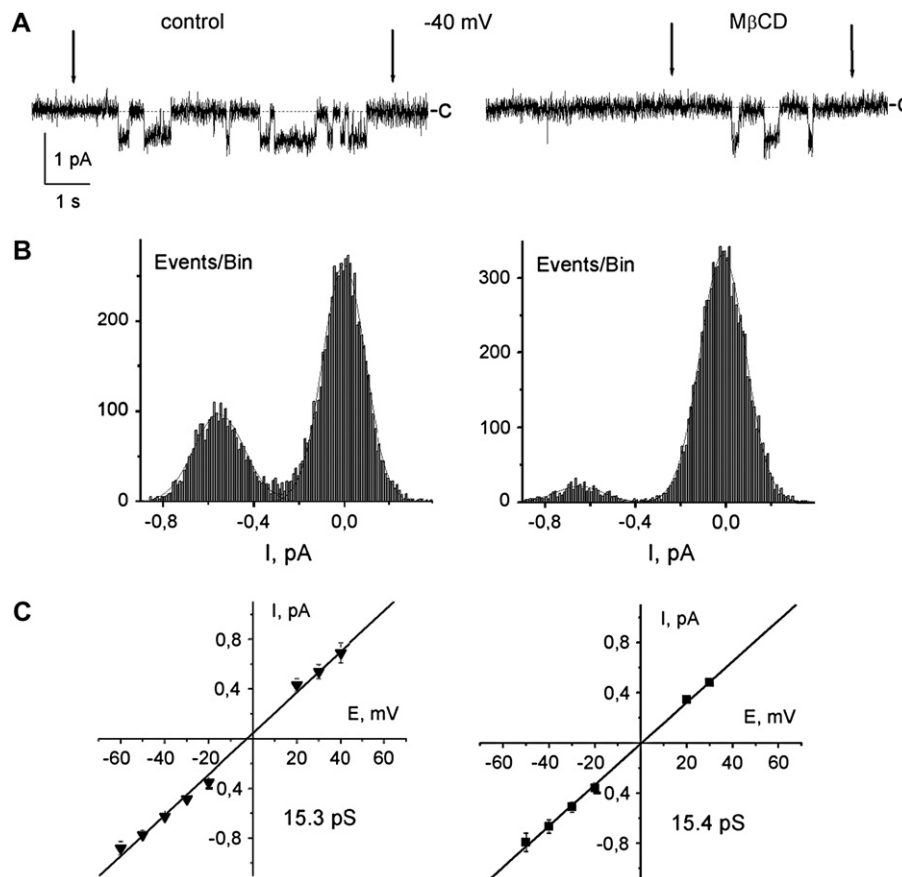 A control -40 mV MβCD
-C -C
1 pA
1 s
B
Events/Bin Events/Bin
200 300
200
100
100
0 0
-0,8 -0,4 0,0 -0,8 -0,4 0,0
I, pA I, pA
C I, pA I, pA
0,8 0,8
0,4 0,4
E, mV E, mV
-60 -40 -20 20 40 60 -60 -40 -20 20 40 60
-0,4 -0,4
15.3 pS 15.4 pS
-0,8 -0,8